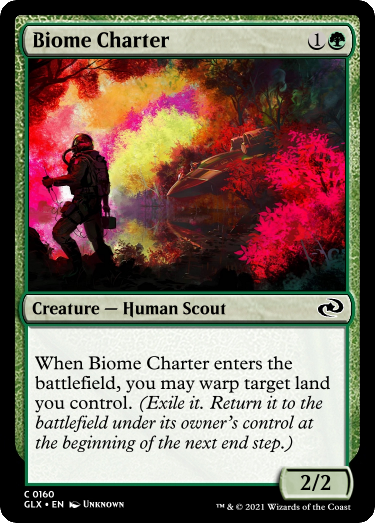 Biome Charter 1
Creature — Human Scout
When Biome Charter enters the
battlefield, you may warp target land
you control. (Exile it. Return it to the
battlefield under its owner's control at
the beginning of the next end step.)
2/2
C 0160
GLX • EN Unknown
™ & © 2021 Wizards of the Coast